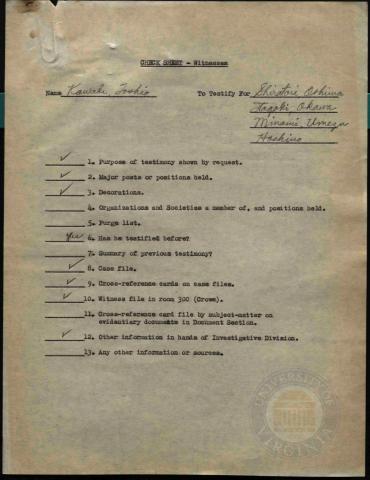 CHECK SHEET - Witnesses
Name Kawabe, Toshio To Testify For Shiratori Oshima
Araki Okawa
Minami, Umezu
Hoshino
✓ 1. Purpose of testimony shown by request.
✓ 2. Major posts or positions held.
✓ 3. Decorations.
4. Organizations and Societies a member of, and positions held.
5. Purge list.
Yes 6. Has he testified before?
7. Summary of previous testimony?
✓ 8. Case file.
✓ 9. Cross-reference cards on case files.
✓ 10. Witness file in room 300 (Crowe).
11. Cross-reference card file by subject-matter on
evidentiary documents in Document Section.
✓ 12. Other information in hands of Investigative Division.
13. Any other information or sources.
UNIVERSITY OF VIRGINIA